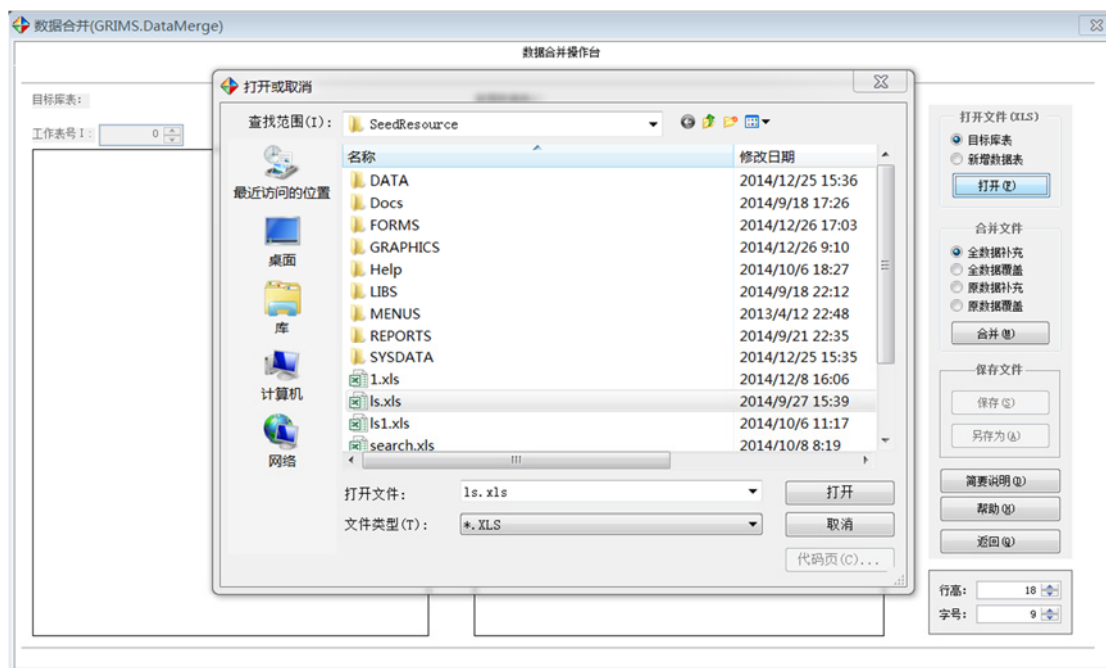 数据合并(GRIMS.DataMerge)
数据合并操作台
目标库表:
工作表号I: 0
打开或取消
查找范围(I): SeedResource
最近访问的位置
桌面
库
计算机
网络
名称 修改日期
DATA 2014/12/25 15:36
Docs 2014/9/18 17:26
FORMS 2014/12/26 17:03
GRAPHICS 2014/12/26 9:10
Help 2014/10/6 18:27
LIBS 2014/9/18 22:12
MENUS 2013/4/12 22:48
REPORTS 2014/9/21 22:35
SYSDATA 2014/12/25 15:35
1.xls 2014/12/8 16:06
ls.xls 2014/9/27 15:39
ls1.xls 2014/10/6 11:17
search.xls 2014/10/8 8:19
打开文件: ls.xls 打开
文件类型(T): *.XLS 取消
代码页(C)...
打开文件(XLS)
目标库表
新增数据表
打开(P)
合并文件
全数据补充
全数据覆盖
原数据补充
原数据覆盖
合并(M)
保存文件
保存(S)
另存为(A)
简要说明(D)
帮助(H)
返回(Q)
行高: 18
字号: 9